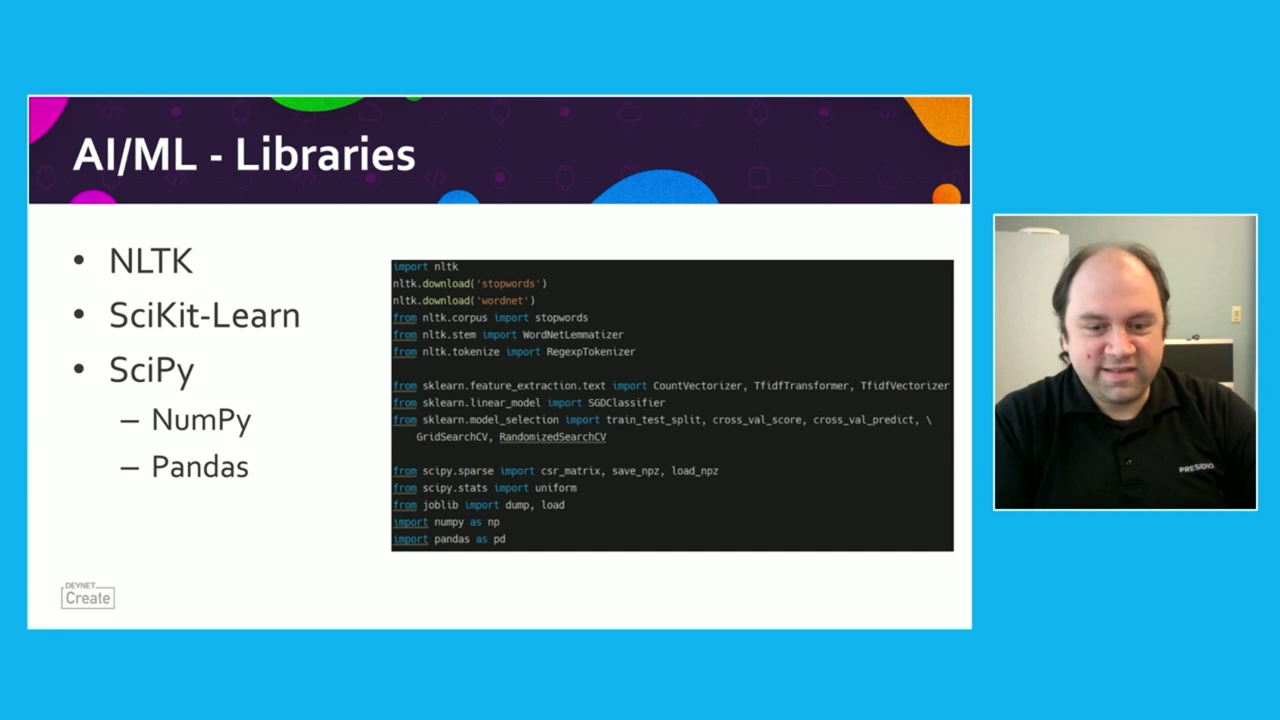 AI/ML - Libraries
• NLTK
• SciKit-Learn
• SciPy
– NumPy
– Pandas
import nltk
nltk.download('stopwords')
nltk.download('wordnet')
from nltk.corpus import stopwords
from nltk.stem import WordNetLemmatizer
from nltk.tokenize import RegexpTokenizer
from sklearn.feature_extraction.text import CountVectorizer, TfidfTransformer, TfidfVectorizer
from sklearn.linear_model import SGDClassifier
from sklearn.model_selection import train_test_split, cross_val_score, cross_val_predict, \
GridSearchCV, RandomizedSearchCV
from scipy.sparse import csr_matrix, save_npz, load_npz
from scipy.stats import uniform
from joblib import dump, load
import numpy as np
import pandas as pd
DEVNET
Create
PRESIDIO